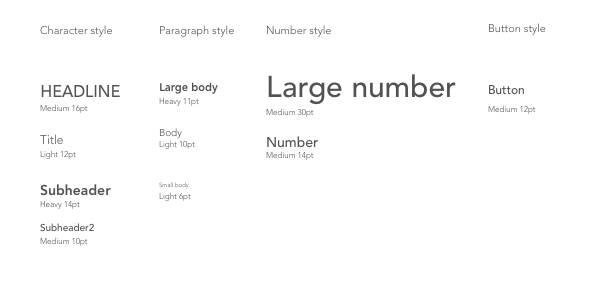 Character style
HEADLINE
Medium 16pt
Title
Light 12pt
Subheader
Heavy 14pt
Subheader2
Medium 10pt
Paragraph style
Large body
Heavy 11pt
Body
Light 10pt
Small body
Light 6pt
Number style
Large number
Medium 30pt
Number
Medium 14pt
Button style
Button
Medium 12pt